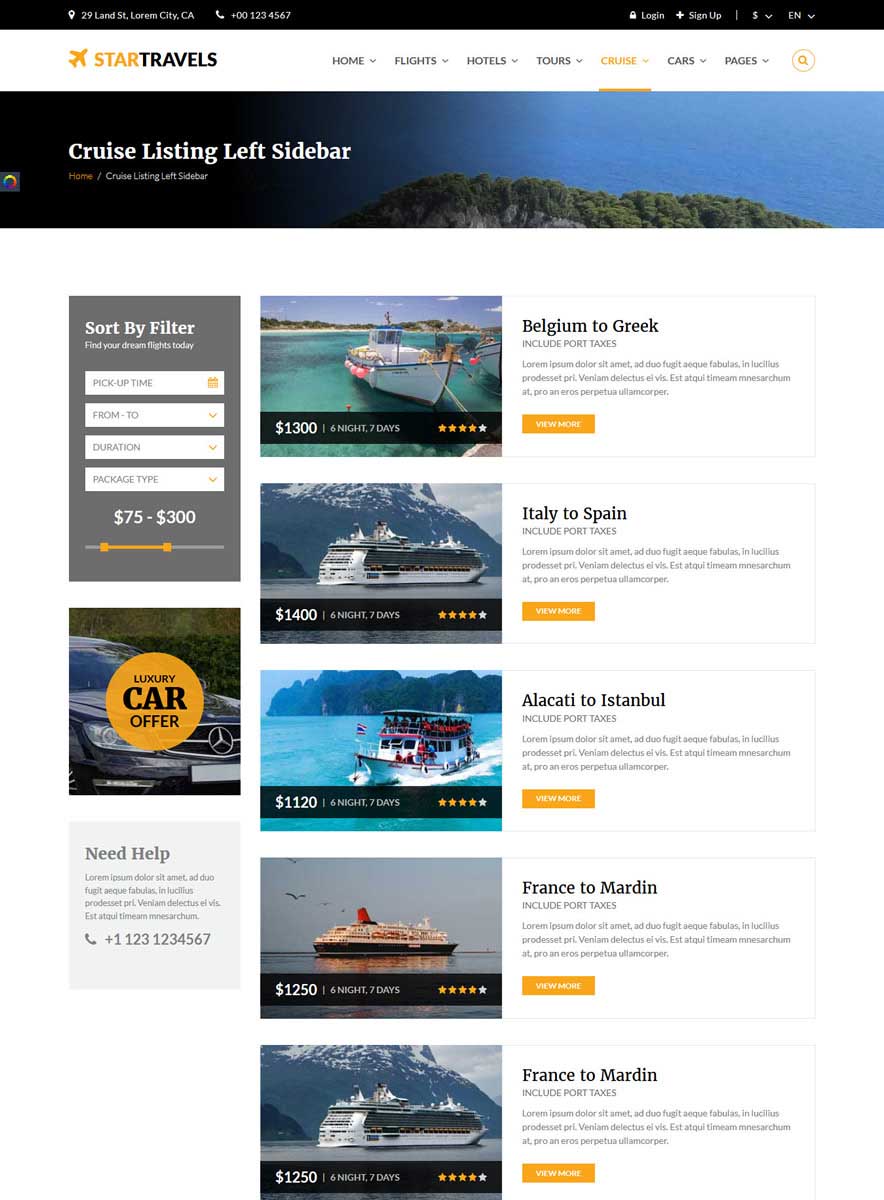 29 Land St, Lorem City, CA +00 123 4567 Login Sign Up | $ EN
STARTRAVELS HOME FLIGHTS HOTELS TOURS CRUISE CARS PAGES
Cruise Listing Left Sidebar
Home / Cruise Listing Left Sidebar
Sort By Filter
Find your dream flights today
PICK-UP TIME
FROM - TO
DURATION
PACKAGE TYPE
$75 - $300
LUXURY
CAR
OFFER
Need Help
Lorem ipsum dolor sit amet, ad duo
fugit aeque fabulas, in lucilius
prodesset pri. Veniam delectus ei vis.
Est atqui timeam mnesarchum.
+1 123 1234567
$1300 | 6 NIGHT, 7 DAYS
Belgium to Greek
INCLUDE PORT TAXES
Lorem ipsum dolor sit amet, ad duo fugit aeque fabulas, in lucilius
prodesset pri. Veniam delectus ei vis. Est atqui timeam mnesarchum
at, pro an eros perpetua ullamcorper.
VIEW MORE
$1400 | 6 NIGHT, 7 DAYS
Italy to Spain
INCLUDE PORT TAXES
Lorem ipsum dolor sit amet, ad duo fugit aeque fabulas, in lucilius
prodesset pri. Veniam delectus ei vis. Est atqui timeam mnesarchum
at, pro an eros perpetua ullamcorper.
VIEW MORE
$1120 | 6 NIGHT, 7 DAYS
Alacati to Istanbul
INCLUDE PORT TAXES
Lorem ipsum dolor sit amet, ad duo fugit aeque fabulas, in lucilius
prodesset pri. Veniam delectus ei vis. Est atqui timeam mnesarchum
at, pro an eros perpetua ullamcorper.
VIEW MORE
$1250 | 6 NIGHT, 7 DAYS
France to Mardin
INCLUDE PORT TAXES
Lorem ipsum dolor sit amet, ad duo fugit aeque fabulas, in lucilius
prodesset pri. Veniam delectus ei vis. Est atqui timeam mnesarchum
at, pro an eros perpetua ullamcorper.
VIEW MORE
$1250 | 6 NIGHT, 7 DAYS
France to Mardin
INCLUDE PORT TAXES
Lorem ipsum dolor sit amet, ad duo fugit aeque fabulas, in lucilius
prodesset pri. Veniam delectus ei vis. Est atqui timeam mnesarchum
at, pro an eros perpetua ullamcorper.
VIEW MORE